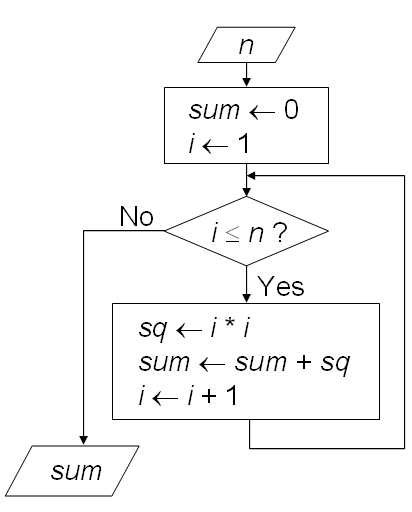 n
sum ← 0
i ← 1
i ≤ n ?
No
Yes
sq ← i * i
sum ← sum + sq
i ← i + 1
sum